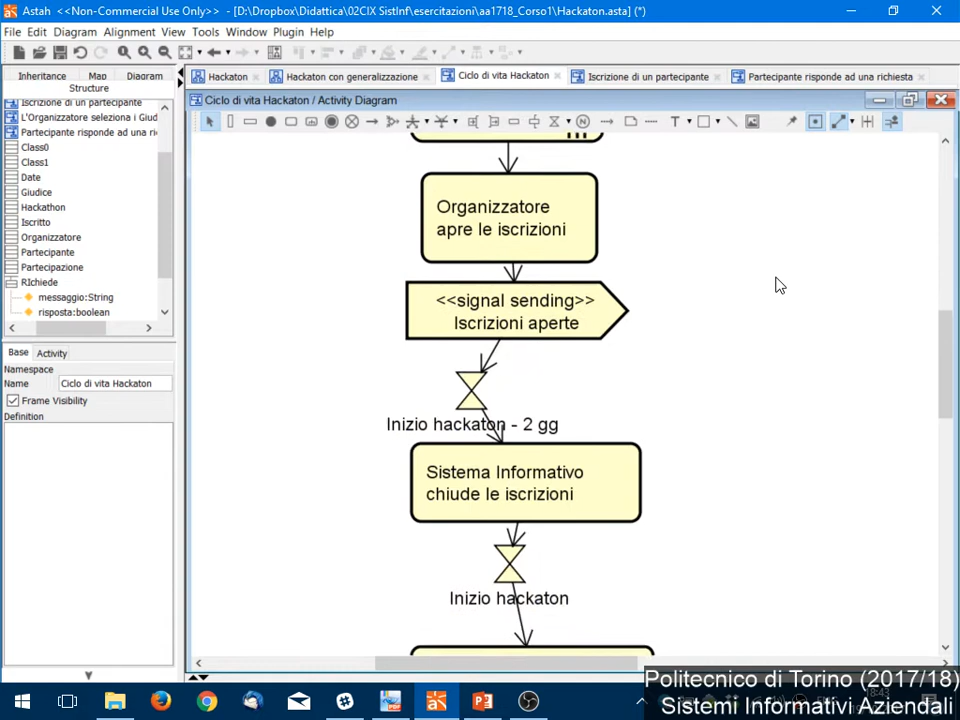 Astah <<Non-Commercial Use Only>> - [D:\Dropbox\Didattica\02CIX SistInf\esercitazioni\aa1718_Corso1\Hackaton.asta] (*)
File Edit Diagram Alignment View Tools Window Plugin Help
Inheritance Map Diagram
Structure
Iscrizione di un partecipante
L'Organizzatore seleziona i Giud
Partecipante risponde ad una ri
Class0
Class1
Date
Giudice
Hackathon
Iscritto
Organizzatore
Partecipante
Partecipazione
RIchiede
messaggio:String
risposta:boolean
Base Activity
Namespace
Name Ciclo di vita Hackaton
Frame Visibility
Definition
Hackaton Hackaton con generalizzazione Ciclo di vita Hackaton Iscrizione di un partecipante Partecipante risponde ad una richiesta
Ciclo di vita Hackaton / Activity Diagram
Organizzatore
apre le iscrizioni
<<signal sending>>
Iscrizioni aperte
Inizio hackaton - 2 gg
Sistema Informativo
chiude le iscrizioni
Inizio hackaton
Politecnico di Torino (2017/18)
Sistemi Informativi Aziendali
18:43